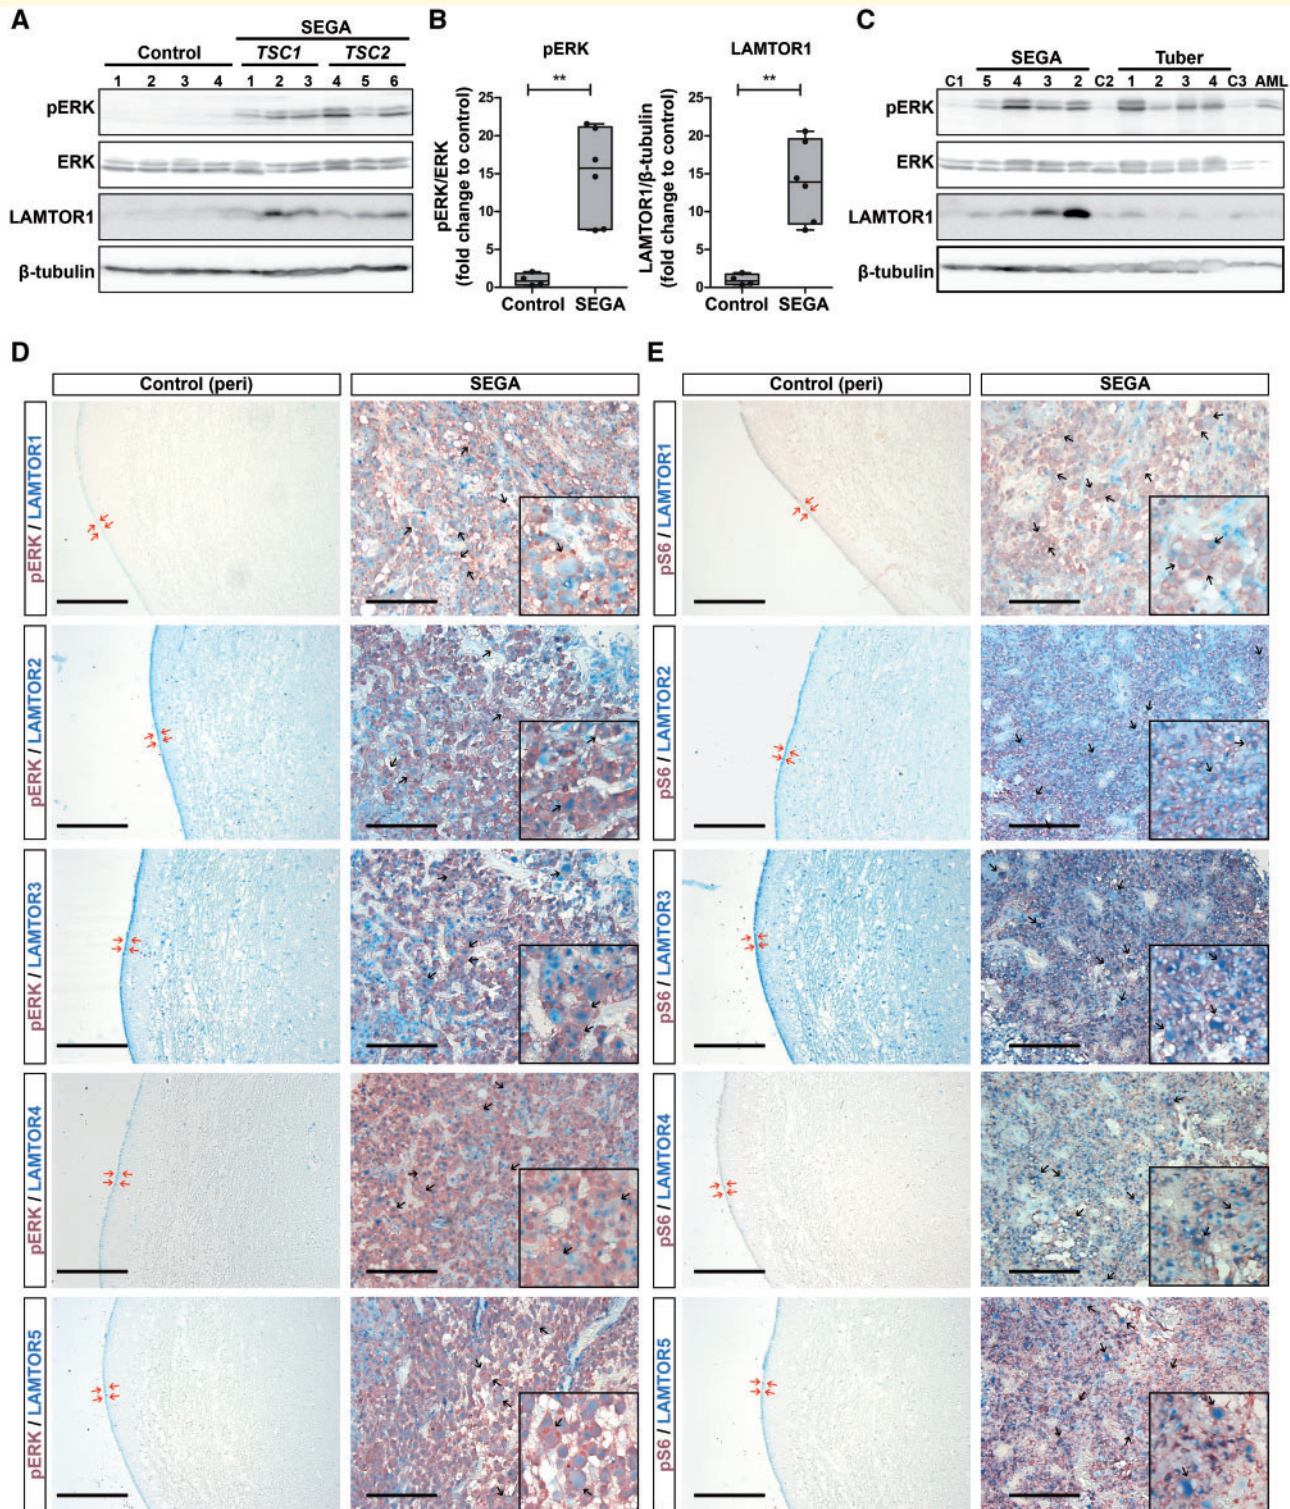 A
SEGA
Control TSC1 TSC2
1 2 3 4 1 2 3 4 5 6
pERK
ERK
LAMTOR1
β-tubulin
B
pERK
**
pERK/ERK
(fold change to control)
25
20
15
10
5
0
Control SEGA
LAMTOR1
**
LAMTOR1/β-tubulin
(fold change to control)
25
20
15
10
5
0
Control SEGA
C
SEGA Tuber
C1 5 4 3 2 C2 1 2 3 4 C3 AML
pERK
ERK
LAMTOR1
β-tubulin
D
Control (peri) SEGA
pERK / LAMTOR1
pERK / LAMTOR2
pERK / LAMTOR3
pERK / LAMTOR4
pERK / LAMTOR5
E
Control (peri) SEGA
pS6 / LAMTOR1
pS6 / LAMTOR2
pS6 / LAMTOR3
pS6 / LAMTOR4
pS6 / LAMTOR5